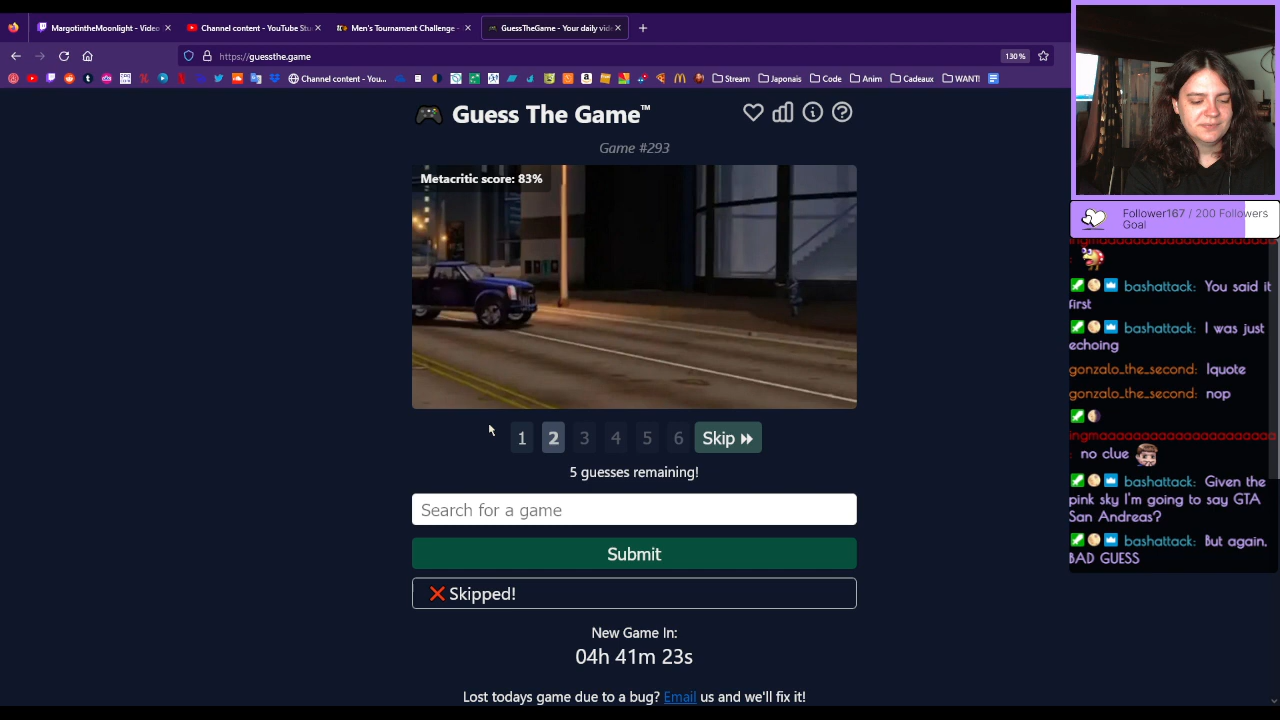 MargotintheMoonlight - Video
Channel content - YouTube Stu
Men's Tournament Challenge -
GuessTheGame - Your daily vid
https://guessthe.game
130%
Channel content - You...
Stream
Japonais
Code
Anim
Cadeaux
WANT!
Guess The Game™
Game #293
Metacritic score: 83%
1 2 3 4 5 6 Skip
5 guesses remaining!
Search for a game
Submit
Skipped!
New Game In:
04h 41m 23s
Lost todays game due to a bug? Email us and we'll fix it!
Follower167 / 200 Followers
Goal
bashattack: You said it
first
bashattack: I was just
echoing
gonzalo_the_second: !quote
gonzalo_the_second: nop
: no clue
bashattack: Given the
pink sky I'm going to say GTA
San Andreas?
bashattack: But again,
BAD GUESS